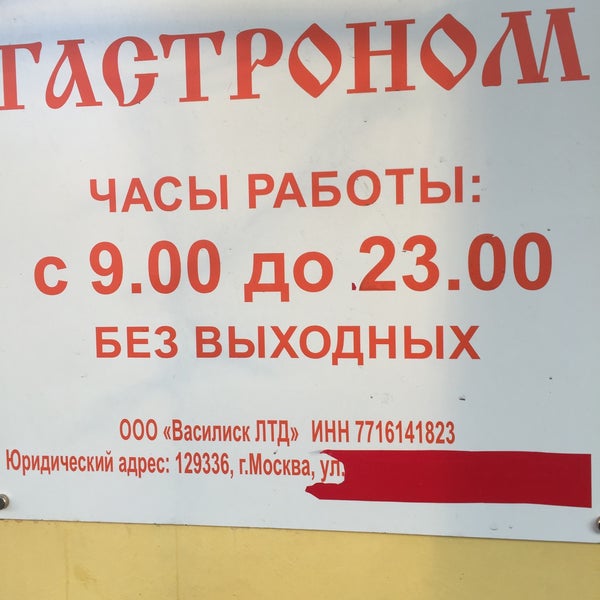 ГАСТРОНОМ
ЧАСЫ РАБОТЫ:
с 9.00 до 23.00
БЕЗ ВЫХОДНЫХ
ООО «Василиск ЛТД» ИНН 7716141823
Юридический адрес: 129336, г.Москва, ул.